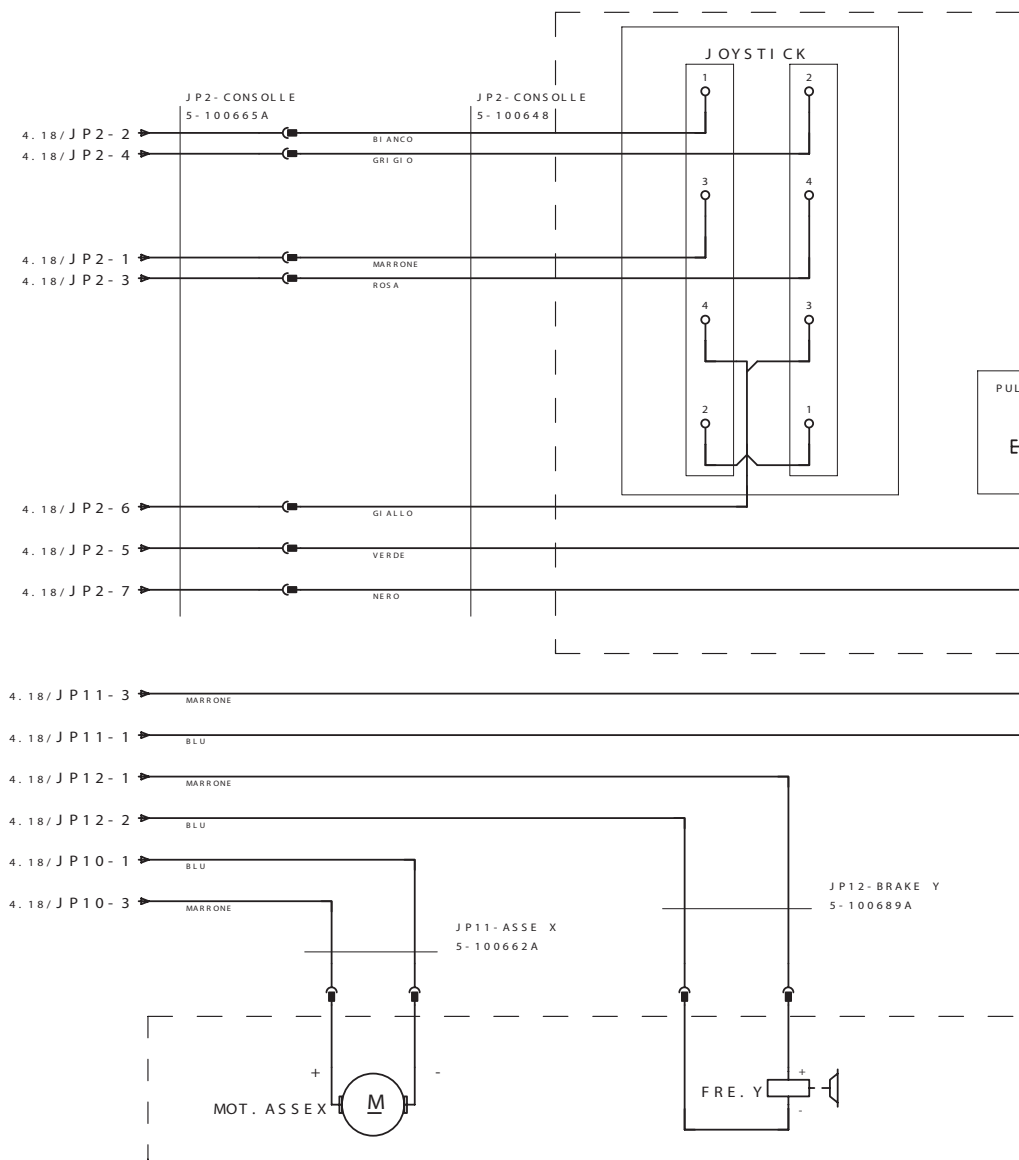 JOYSTICK
1 2
JP2-CONSOLLE
5-100665A
JP2-CONSOLLE
5-100648
4.18/JP2-2
BIANCO
4.18/JP2-4
GRIGIO
3 4
4.18/JP2-1
MARRONE
4.18/JP2-3
ROSA
4 3
PUL
2 1
E
4.18/JP2-6
GIALLO
4.18/JP2-5
VERDE
4.18/JP2-7
NERO
4.18/JP11-3
MARRONE
4.18/JP11-1
BLU
4.18/JP12-1
MARRONE
4.18/JP12-2
BLU
4.18/JP10-1
BLU
4.18/JP10-3
MARRONE
JP12-BRAKE Y
5-100689A
JP11-ASSE X
5-100662A
+ -
MOT. ASSEX
M
FRE. Y
+
-